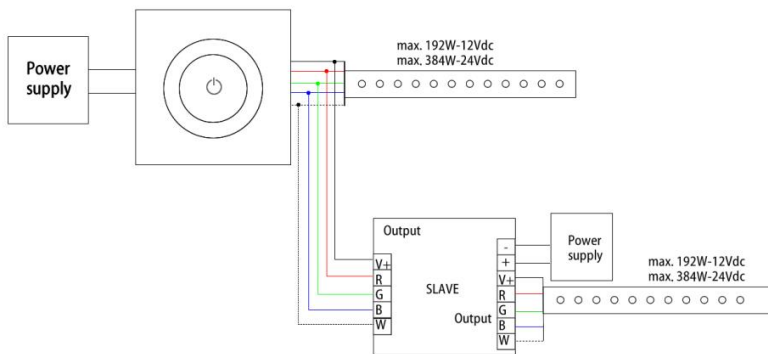 Power
supply
max. 192W-12Vdc
max. 384W-24Vdc
Output
V+
R
G
B
W
SLAVE
Output
-
+
V+
R
G
B
W
Power
supply
max. 192W-12Vdc
max. 384W-24Vdc